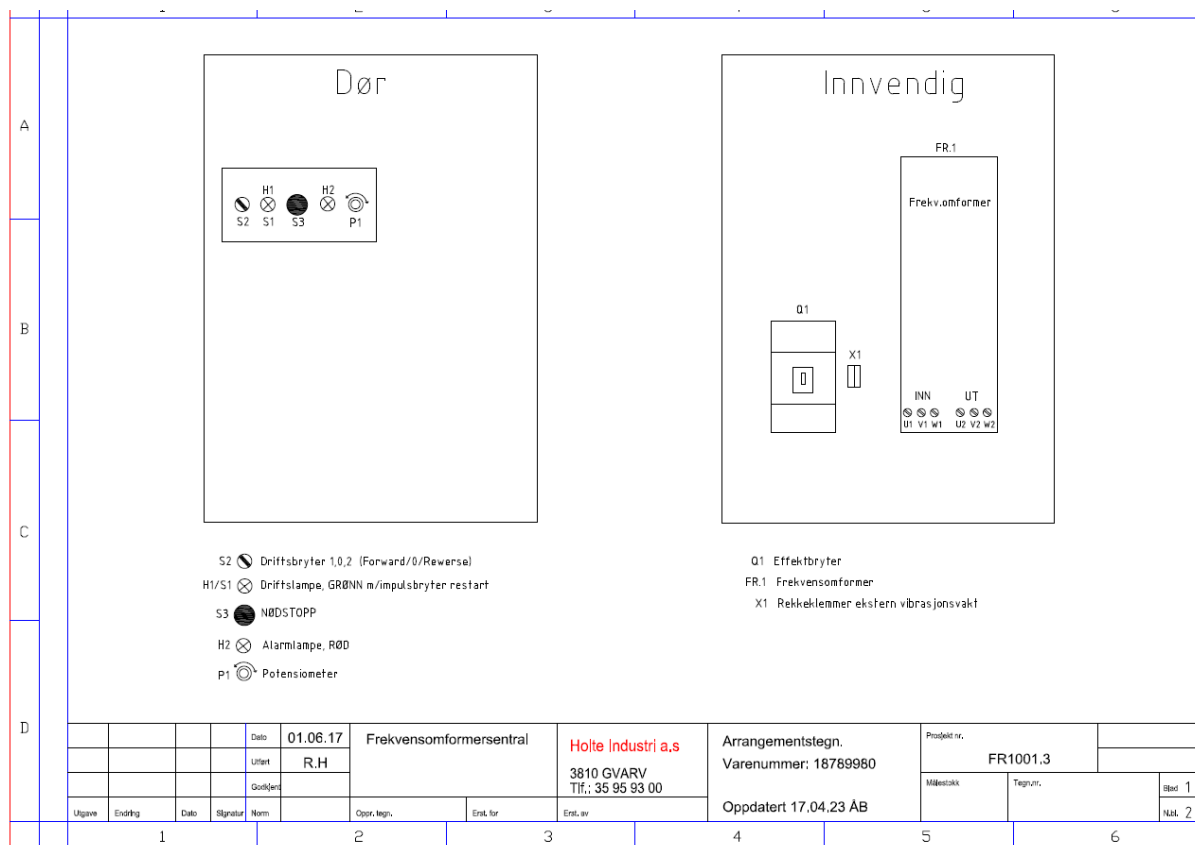 Dør
H1
H2
S2
S1
S3
P1
Innvendig
FR.1
Frekv.omformer
Q1
X1
INN
UT
U1 V1 W1
U2 V2 W2
A
B
C
D
S2 Driftsbryter 1,0,2 (Forward/0/Rewerse)
H1/S1 Driftslampe, GRØNN m/impulsbryter restart
S3 NØDSTOPP
H2 Alarmlampe, RØD
P1 Potensiometer
Q1 Effektbryter
FR.1 Frekvensomformer
X1 Rekkeklemmer ekstern vibrasjonsvakt
Dato 01.06.17
Utført R.H
Godkjent
Utgave Endring Dato Signatur Norm
Frekvensomformersentral
Oppr. tegn.
Erst. for
Holte Industri a.s
3810 GVARV
Tlf.: 35 95 93 00
Erst. av
Arrangementstegn.
Varenummer: 18789980
Oppdatert 17.04.23 ÅB
Prosjekt nr.
FR1001.3
Målestokk
Tegn.nr.
Blad 1
N.bl. 2
1 2 3 4 5 6